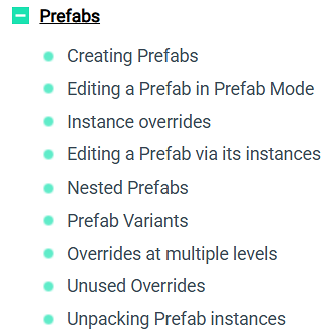 Prefabs
Creating Prefabs
Editing a Prefab in Prefab Mode
Instance overrides
Editing a Prefab via its instances
Nested Prefabs
Prefab Variants
Overrides at multiple levels
Unused Overrides
Unpacking Prefab instances